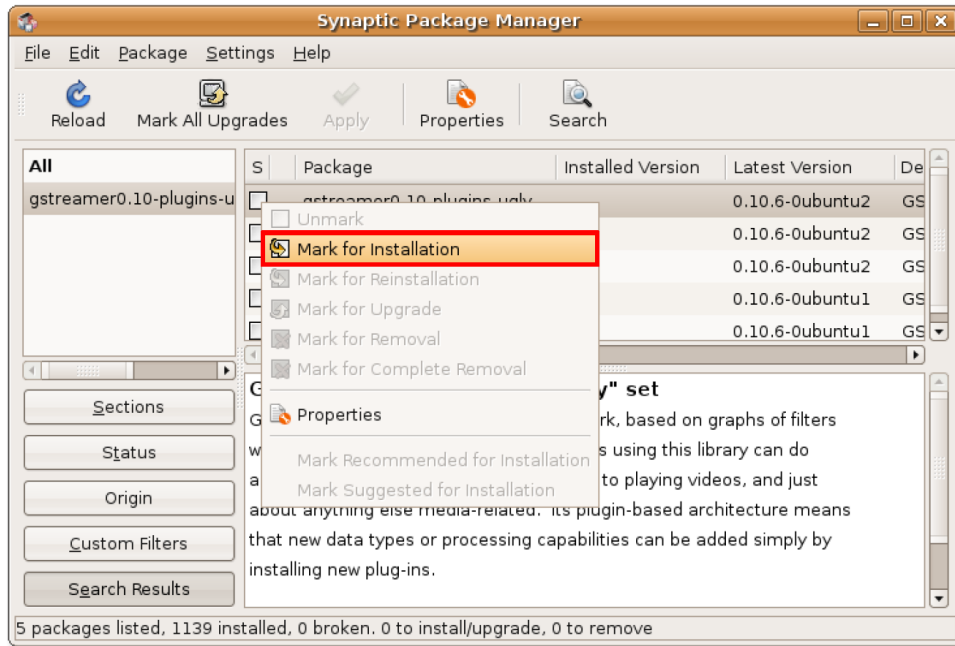 Synaptic Package Manager
File Edit Package Settings Help
Reload Mark All Upgrades Apply Properties Search
All
gstreamer0.10-plugins-u
S Package Installed Version Latest Version De
gstreamer0.10-plugins-ugly 0.10.6-0ubuntu2 GS
0.10.6-0ubuntu2 GS
0.10.6-0ubuntu2 GS
0.10.6-0ubuntu1 GS
0.10.6-0ubuntu1 GS
Unmark
Mark for Installation
Mark for Reinstallation
Mark for Upgrade
Mark for Removal
Mark for Complete Removal
Properties
Mark Recommended for Installation
Mark Suggested for Installation
Sections
Status
Origin
Custom Filters
Search Results
G y" set
G rk, based on graphs of filters
w s using this library can do
a to playing videos, and just
about anything else media-related. Its plugin-based architecture means
that new data types or processing capabilities can be added simply by
installing new plug-ins.
5 packages listed, 1139 installed, 0 broken. 0 to install/upgrade, 0 to remove